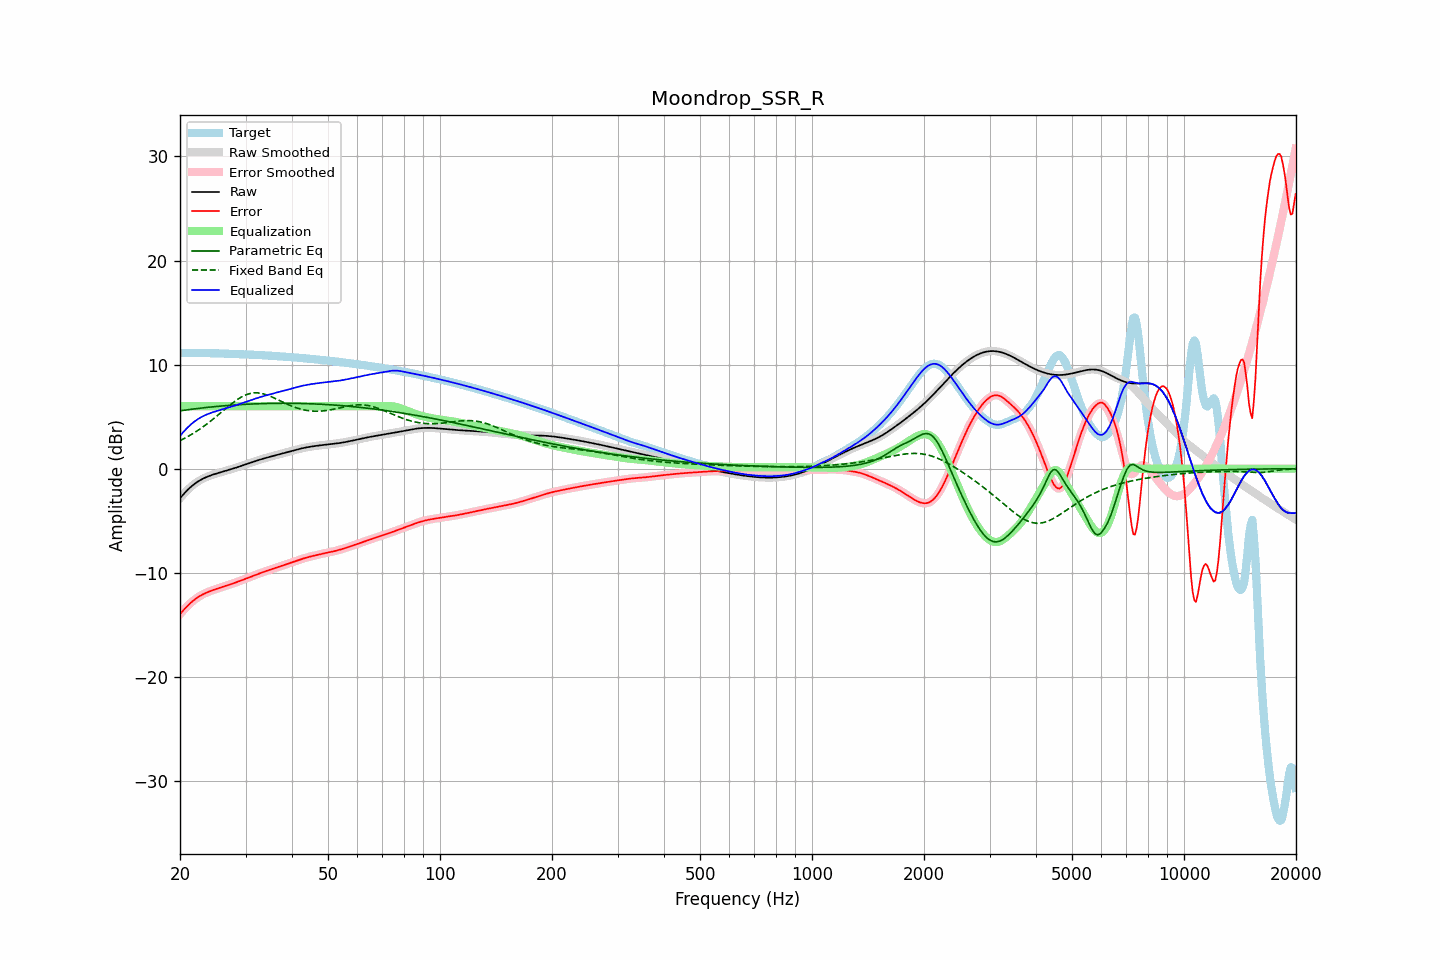 Moondrop_SSR_R
Target
Raw Smoothed
Error Smoothed
Raw
Error
Equalization
Parametric Eq
Fixed Band Eq
Equalized
30
20
10
0
−10
−20
−30
Amplitude (dBr)
20
50
100
200
500
1000
2000
5000
10000
20000
Frequency (Hz)